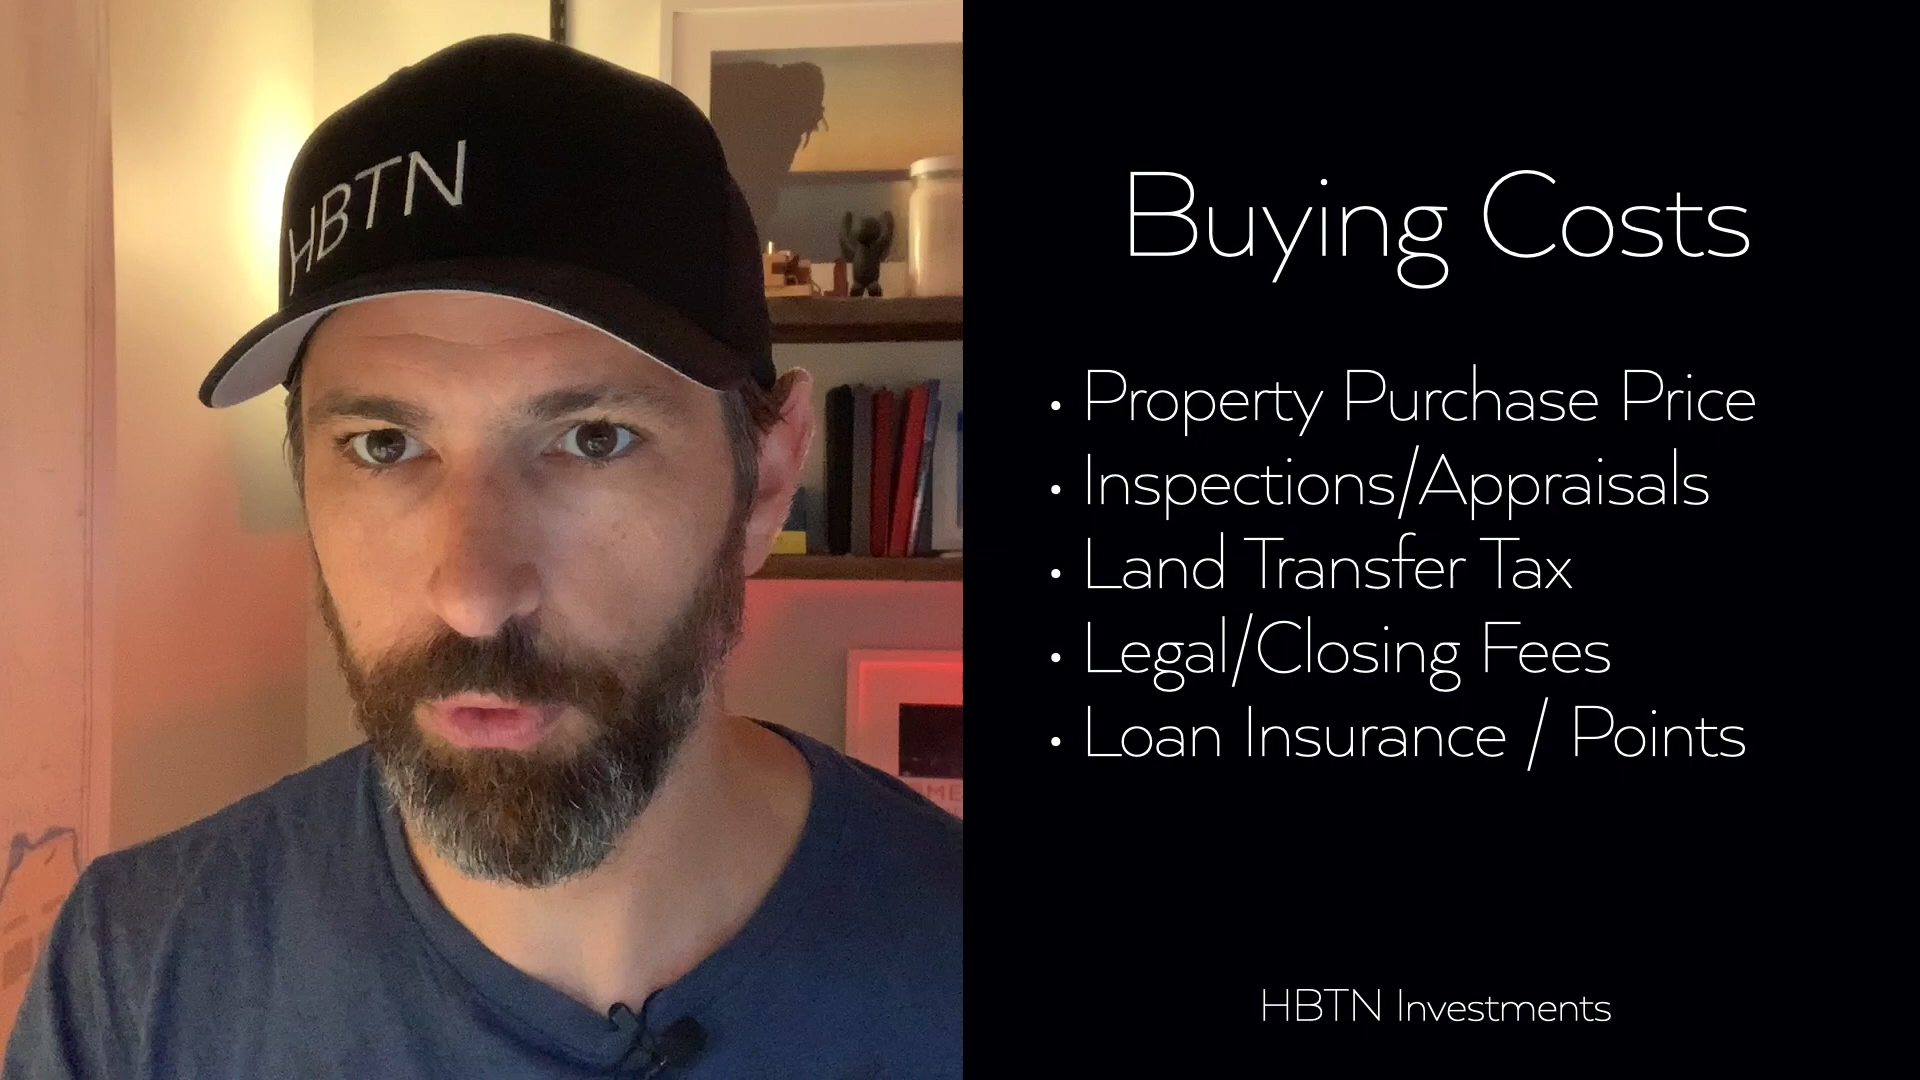 HBTN
Buying Costs
• Property Purchase Price
• Inspections/Appraisals
• Land Transfer Tax
• Legal/Closing Fees
• Loan Insurance / Points
HBTN Investments